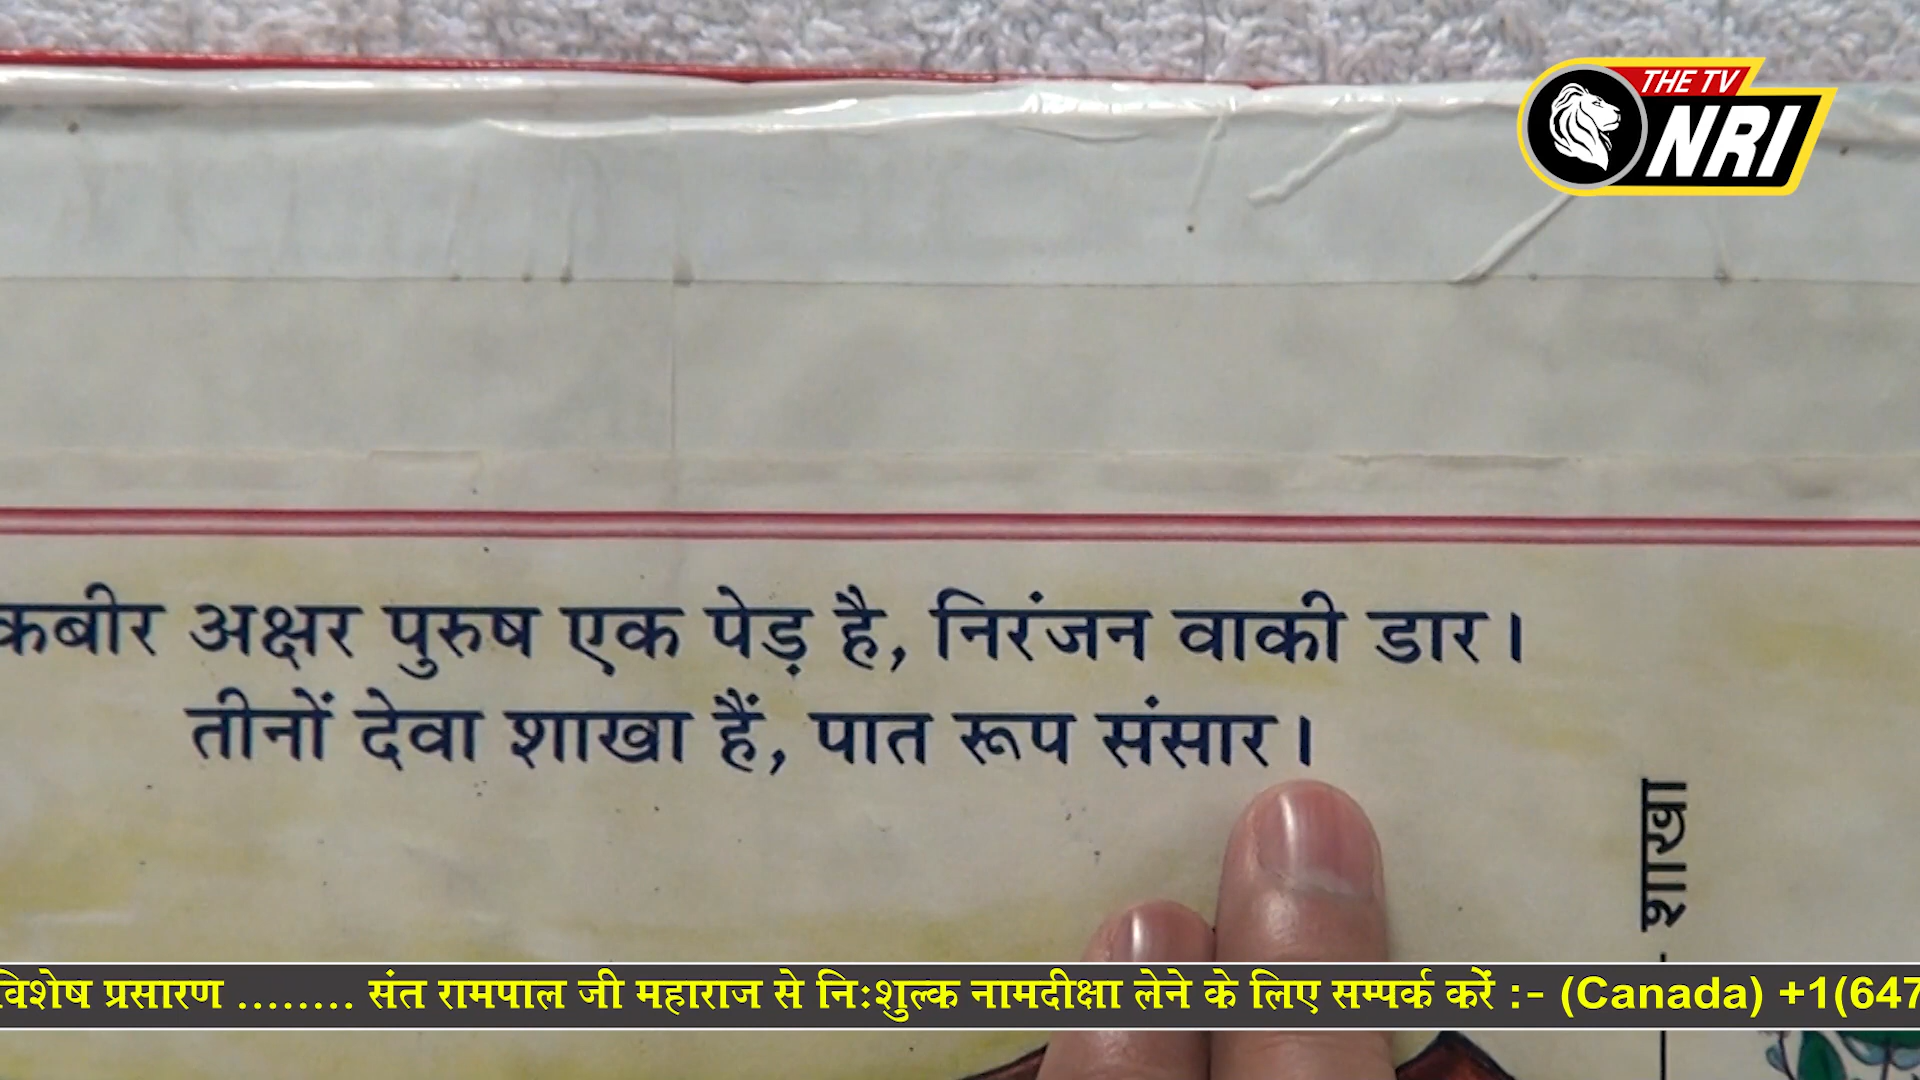 THE TV
NRI
कबीर अक्षर पुरुष एक पेड़ है, निरंजन वाकी डार।
तीनों देवा शाखा हैं, पात रूप संसार।
शाखा
विशेष प्रसारण ........ संत रामपाल जी महाराज से निःशुल्क नामदीक्षा लेने के लिए सम्पर्क करें :- (Canada) +1(647